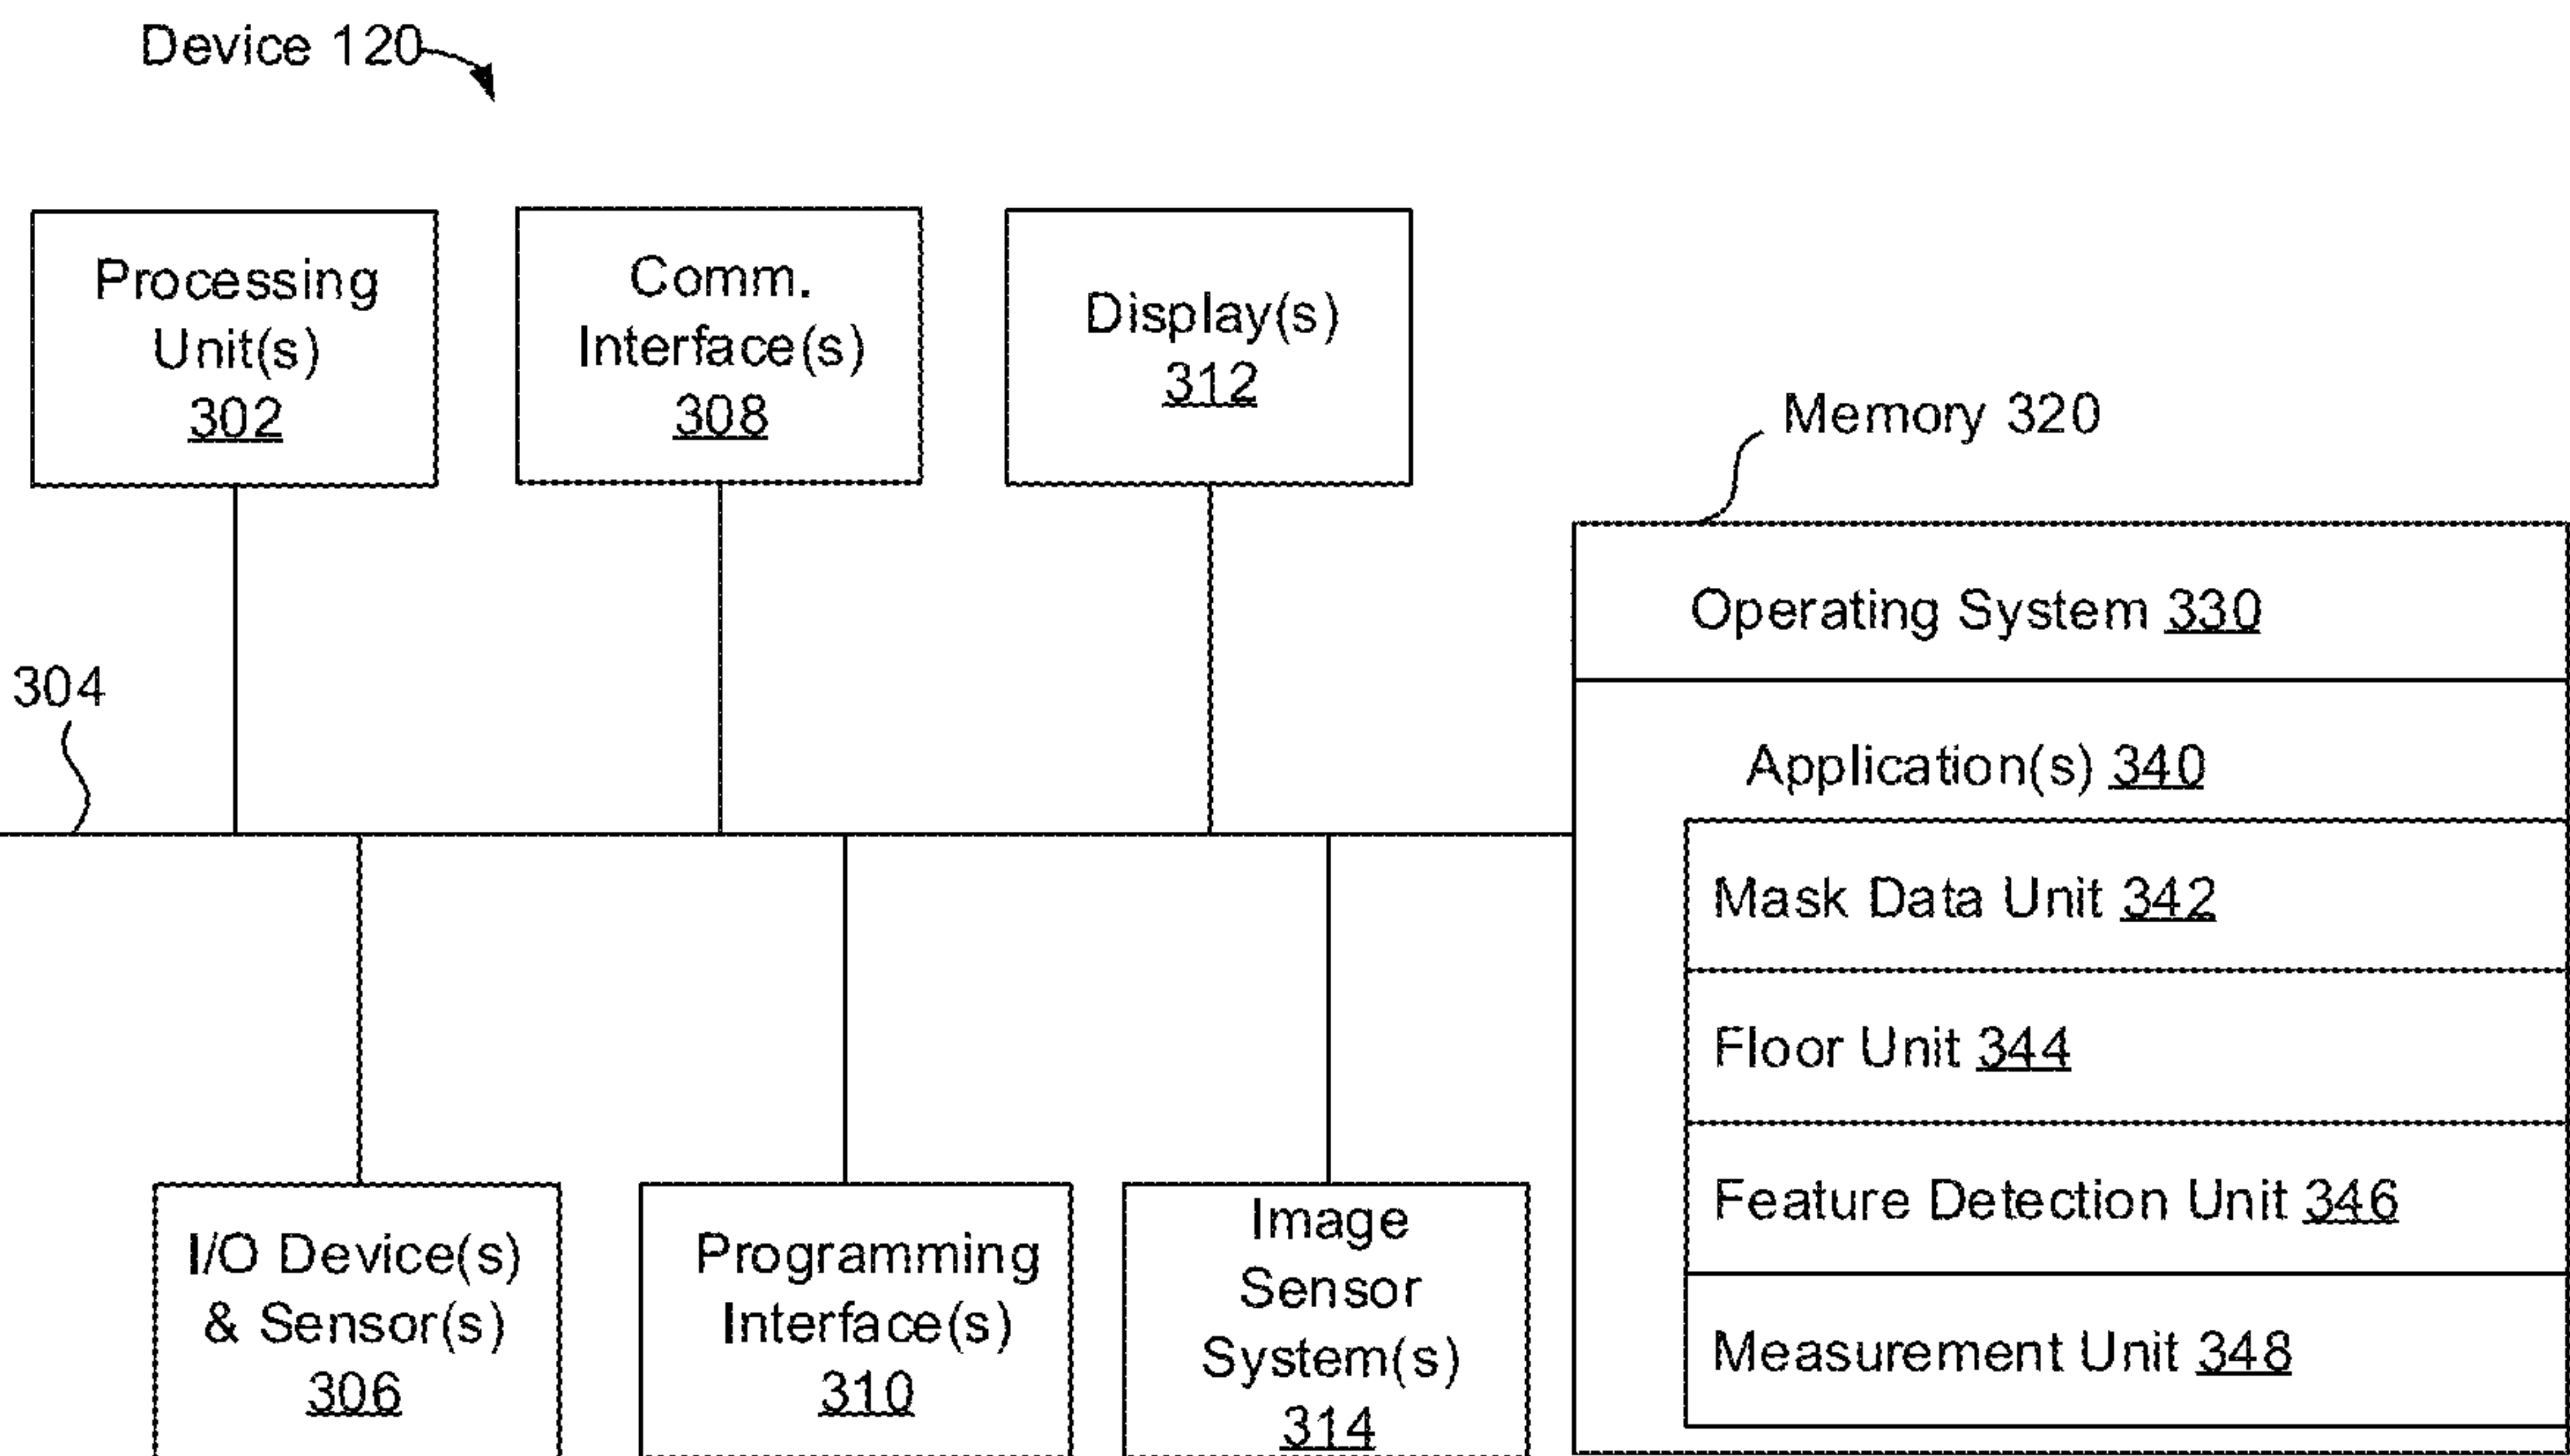 Device 120
Processing
Unit(s)
302
Comm.
Interface(s)
308
Display(s)
312
Memory 320
Operating System 330
304
Application(s) 340
Mask Data Unit 342
Floor Unit 344
Feature Detection Unit 346
Measurement Unit 348
I/O Device(s)
& Sensor(s)
306
Programming
Interface(s)
310
Image
Sensor
System(s)
314